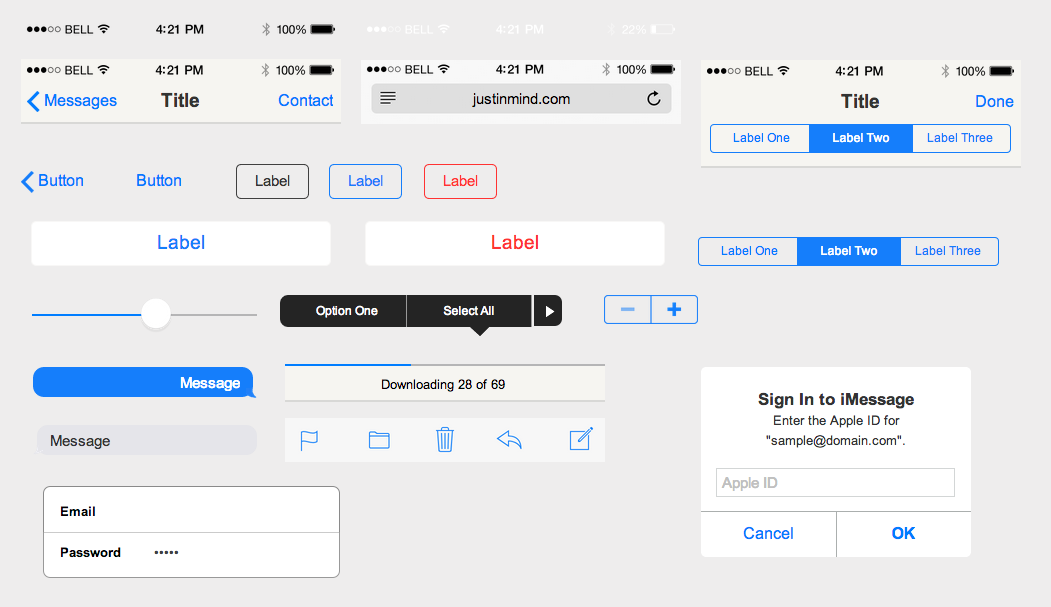 BELL 4:21 PM 100%
BELL 4:21 PM 22%
BELL 4:21 PM 100%
Messages Title Contact
BELL 4:21 PM 100%
justinmind.com
BELL 4:21 PM 100%
Title Done
Label One Label Two Label Three
Button Button Label Label Label
Label Label
Label One Label Two Label Three
Option One Select All
Message
Downloading 28 of 69
Message
Email
Password •••••
Sign In to iMessage
Enter the Apple ID for
"sample@domain.com".
Apple ID
Cancel OK